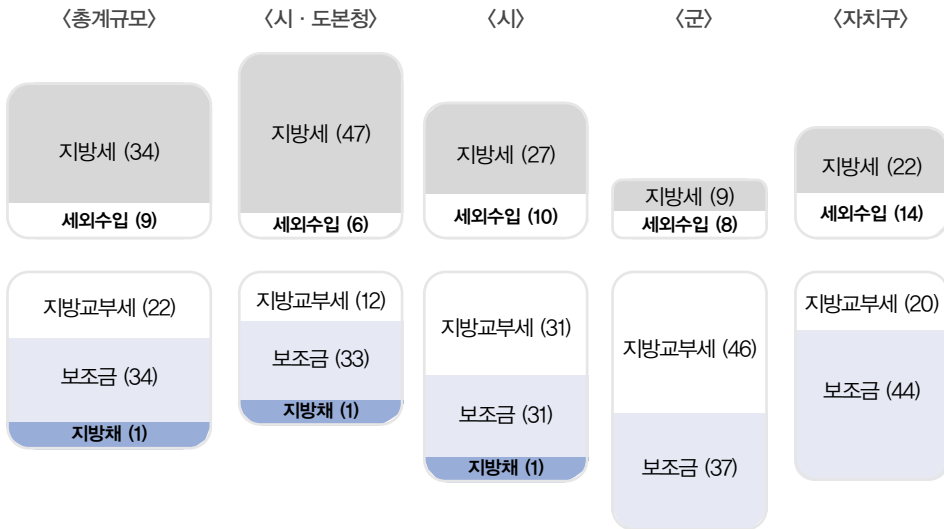 〈총계규모〉
지방세 (34)
세외수입 (9)
지방교부세 (22)
보조금 (34)
지방채 (1)
〈시 · 도본청〉
지방세 (47)
세외수입 (6)
지방교부세 (12)
보조금 (33)
지방채 (1)
〈시〉
지방세 (27)
세외수입 (10)
지방교부세 (31)
보조금 (31)
지방채 (1)
〈군〉
지방세 (9)
세외수입 (8)
지방교부세 (46)
보조금 (37)
〈자치구〉
지방세 (22)
세외수입 (14)
지방교부세 (20)
보조금 (44)